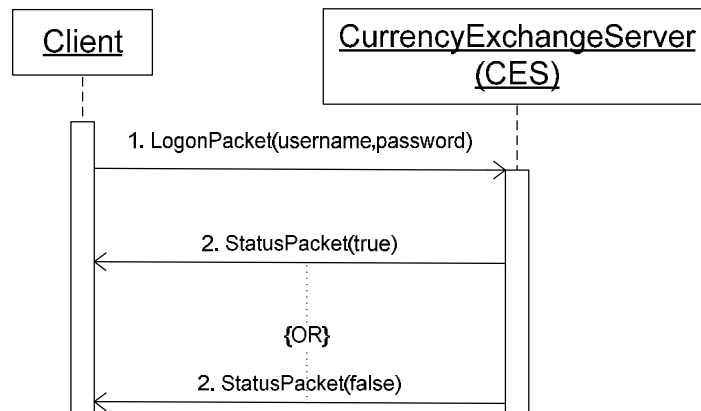 Client
CurrencyExchangeServer
(CES)
1. LogonPacket(username,password)
2. StatusPacket(true)
{OR}
2. StatusPacket(false)